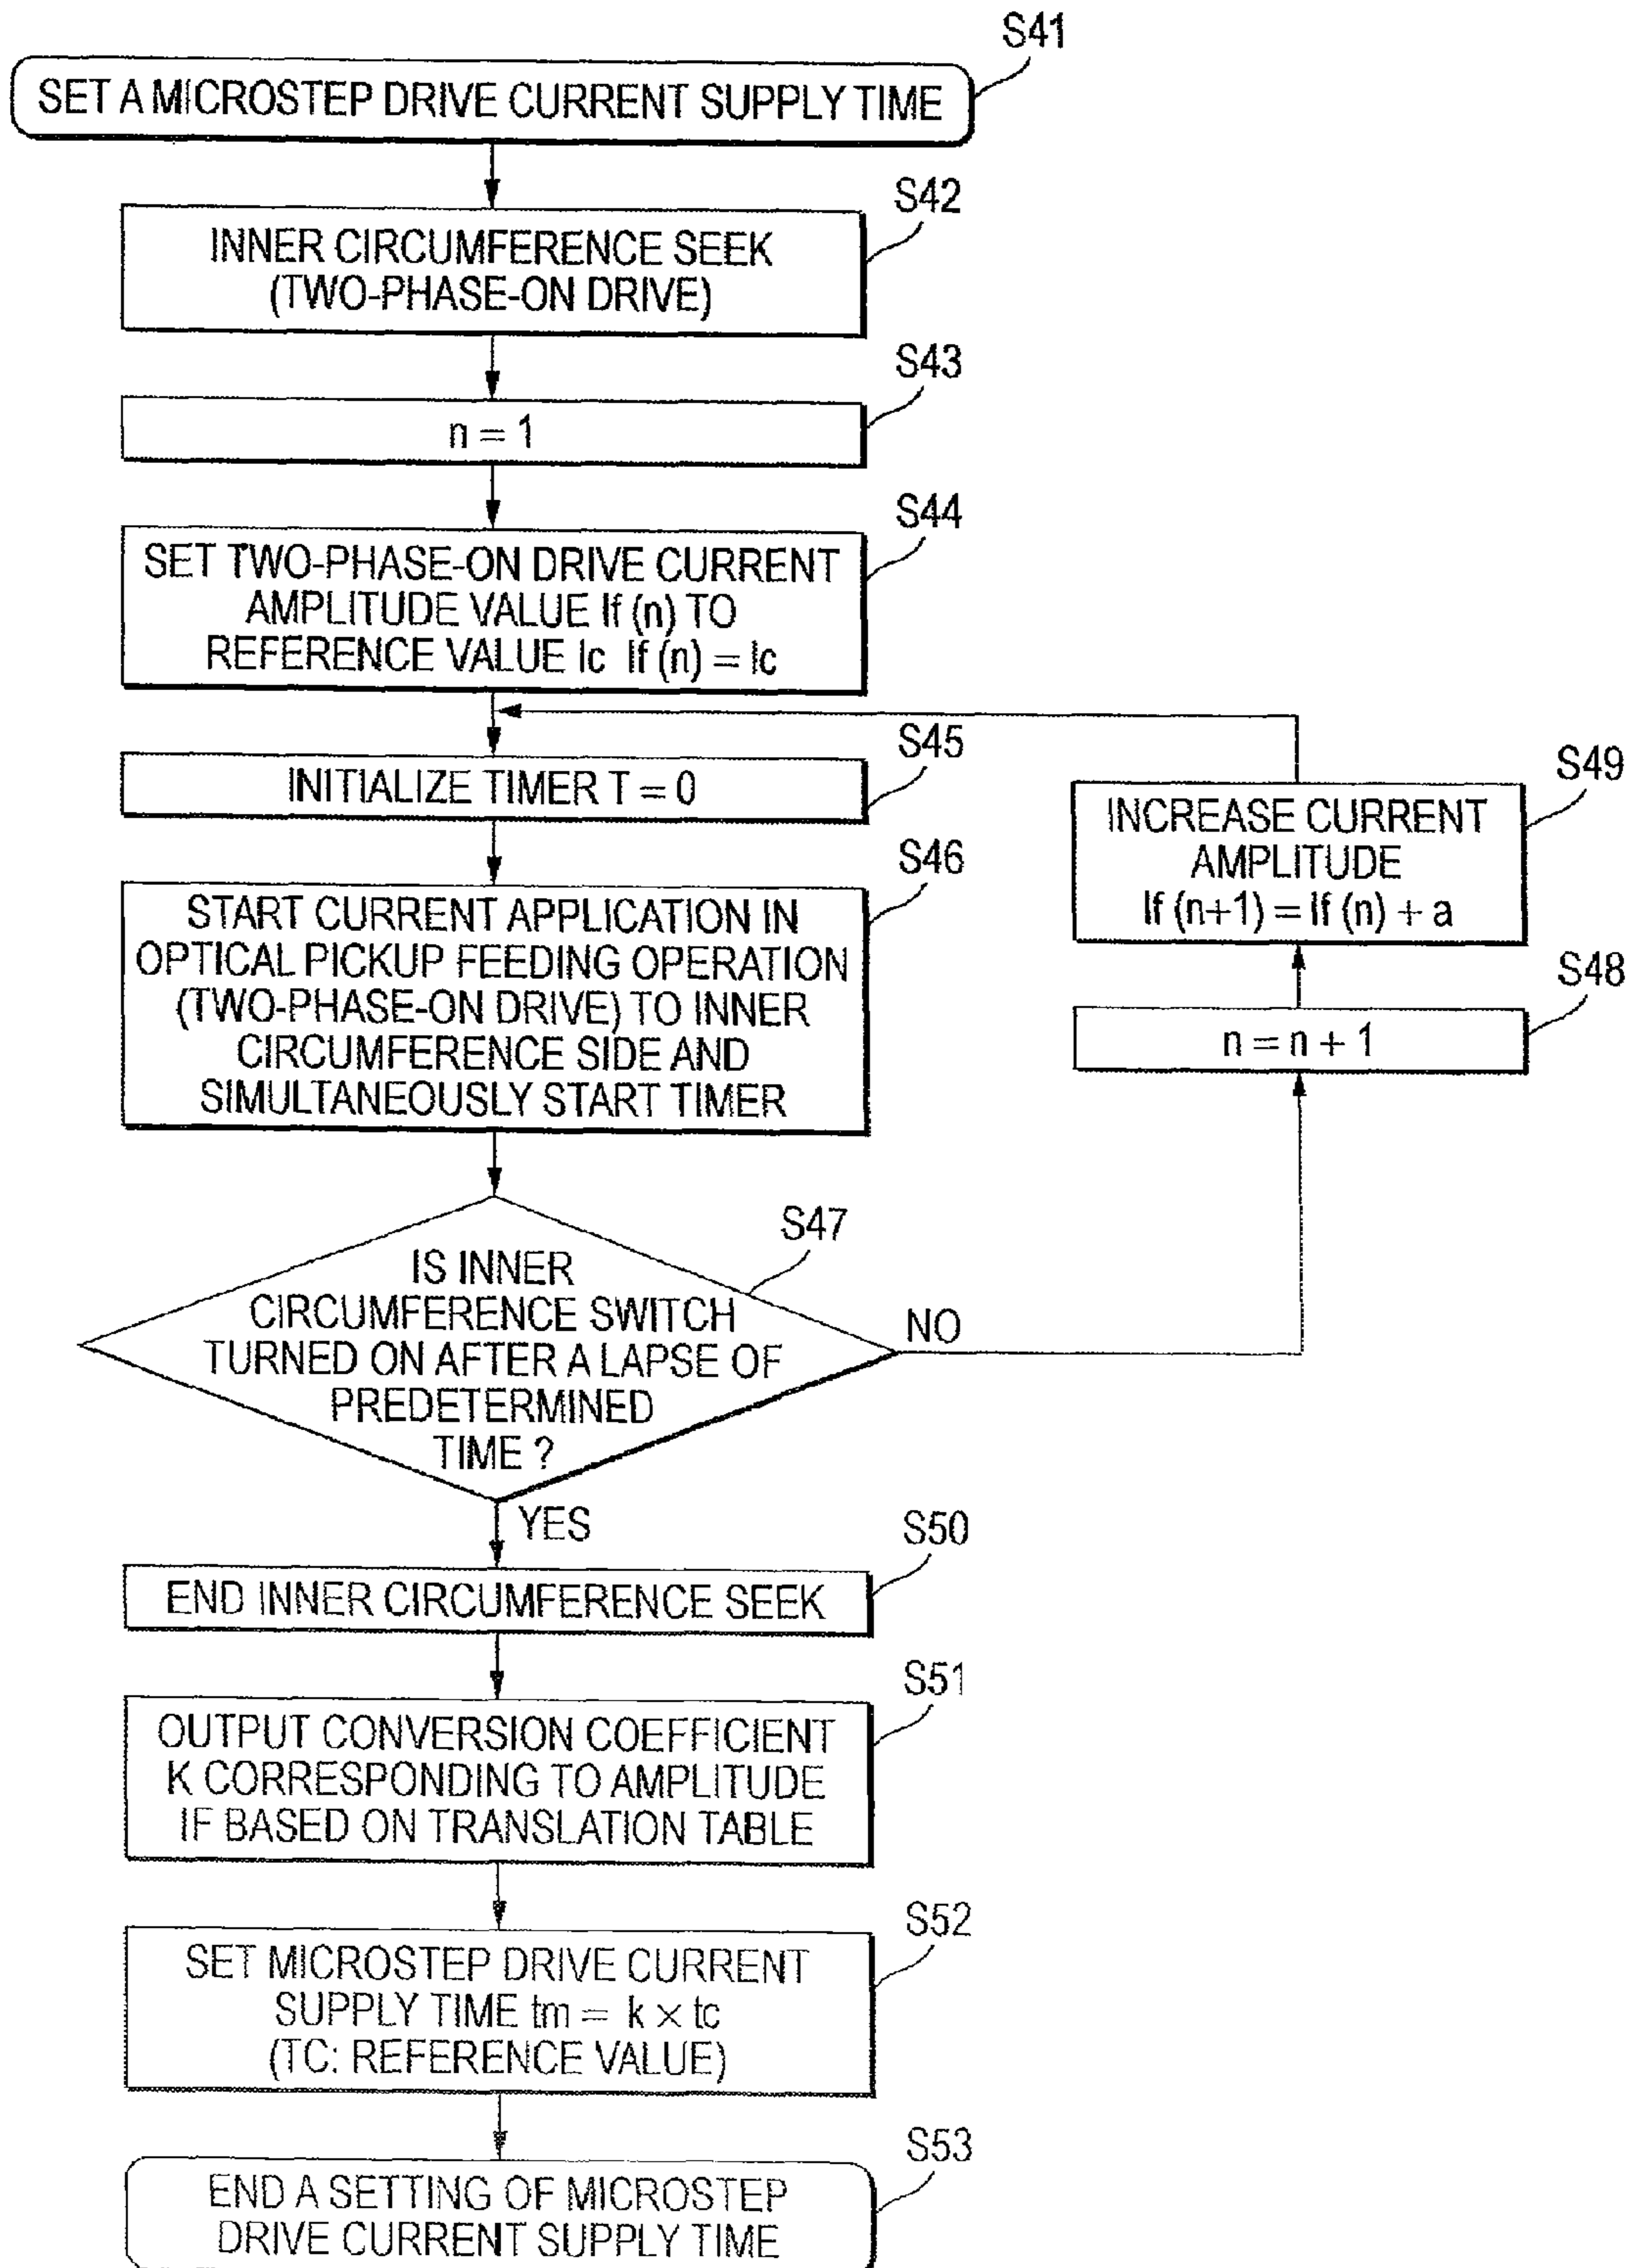 S41
SET A MICROSTEP DRIVE CURRENT SUPPLY TIME
S42
INNER CIRCUMFERENCE SEEK
(TWO-PHASE-ON DRIVE)
S43
n = 1
S44
SET TWO-PHASE-ON DRIVE CURRENT
AMPLITUDE VALUE If (n) TO
REFERENCE VALUE Ic If (n) = Ic
S45
INITIALIZE TIMER T = 0
S46
START CURRENT APPLICATION IN
OPTICAL PICKUP FEEDING OPERATION
(TWO-PHASE-ON DRIVE) TO INNER
CIRCUMFERENCE SIDE AND
SIMULTANEOUSLY START TIMER
S49
INCREASE CURRENT
AMPLITUDE
If (n+1) = If (n) + a
S48
n = n + 1
S47
IS INNER
CIRCUMFERENCE SWITCH
TURNED ON AFTER A LAPSE OF
PREDETERMINED
TIME ?
NO
YES
S50
END INNER CIRCUMFERENCE SEEK
S51
OUTPUT CONVERSION COEFFICIENT
K CORRESPONDING TO AMPLITUDE
IF BASED ON TRANSLATION TABLE
S52
SET MICROSTEP DRIVE CURRENT
SUPPLY TIME tm = k × tc
(TC: REFERENCE VALUE)
S53
END A SETTING OF MICROSTEP
DRIVE CURRENT SUPPLY TIME